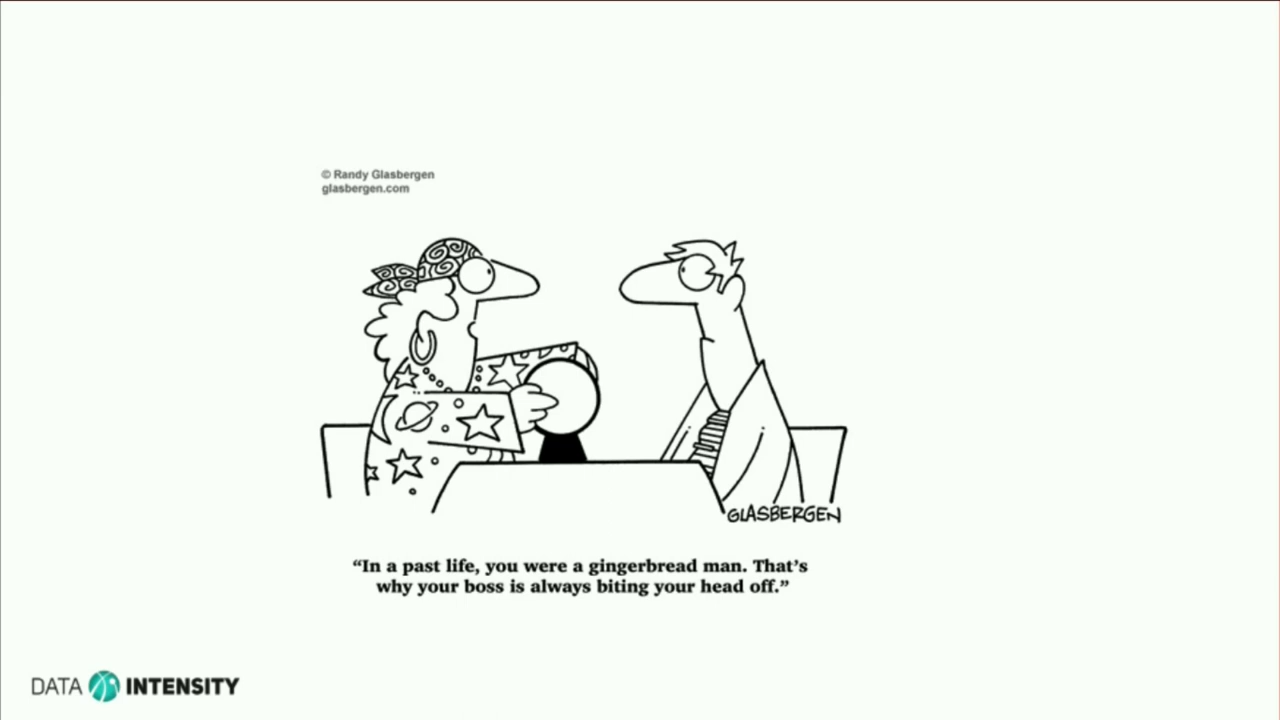 © Randy Glasbergen
glasbergen.com
GLASBERGEN
“In a past life, you were a gingerbread man. That’s
why your boss is always biting your head off.”
DATA INTENSITY